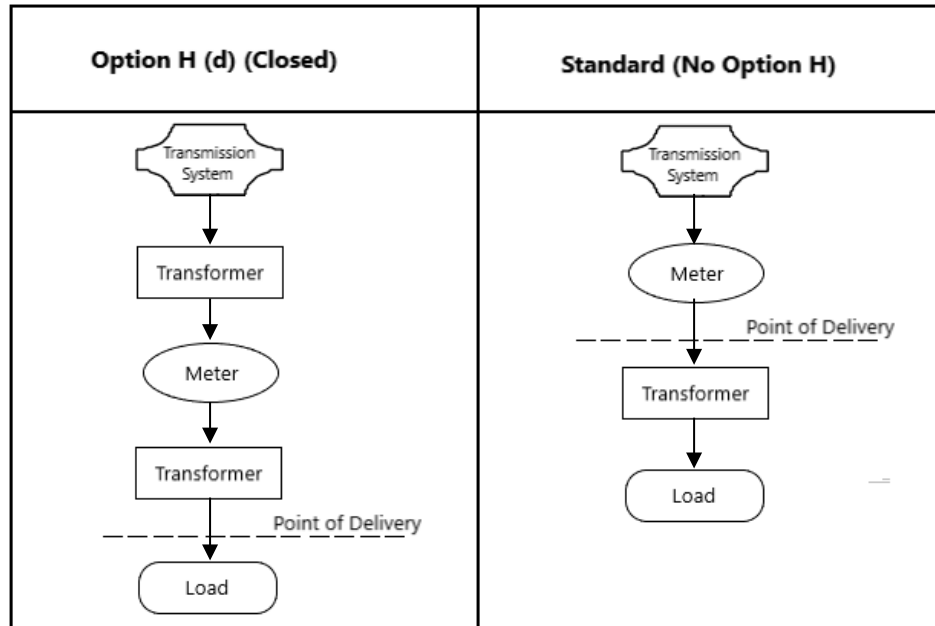 Option H (d) (Closed)
Standard (No Option H)
Transmission
System
Transformer
Meter
Transformer
Point of Delivery
Load
Transmission
System
Meter
Point of Delivery
Transformer
Load